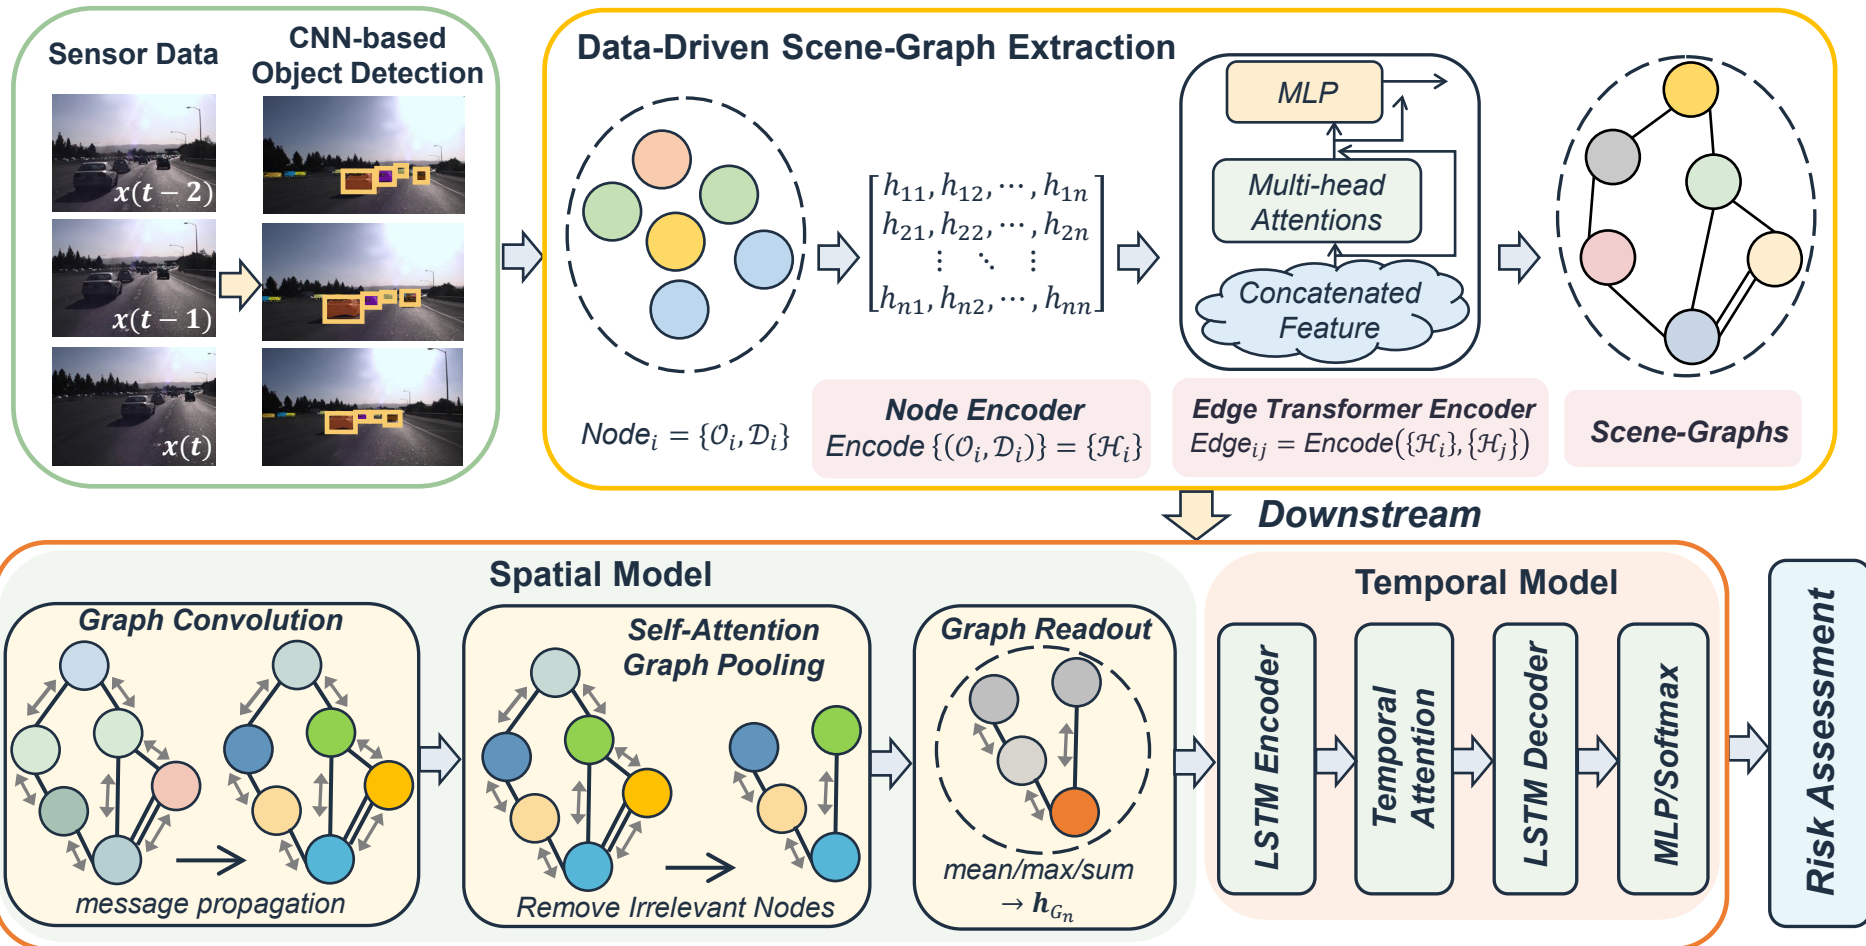 Sensor Data
CNN-based
Object Detection
x(t − 2)
x(t − 1)
x(t)
Data-Driven Scene-Graph Extraction
h₁₁, h₁₂, ⋯, h₁ₙ
h₂₁, h₂₂, ⋯, h₂ₙ
⋮ ⋱ ⋮
hₙ₁, hₙ₂, ⋯, hₙₙ
MLP
Multi-head
Attentions
Concatenated
Feature
Nodeᵢ = {𝒪ᵢ, 𝒟ᵢ}
Node Encoder
Encode {(𝒪ᵢ, 𝒟ᵢ)} = {ℋᵢ}
Edge Transformer Encoder
Edgeᵢⱼ = Encode({ℋᵢ}, {ℋⱼ})
Scene-Graphs
Downstream
Spatial Model
Graph Convolution
message propagation
Self-Attention
Graph Pooling
Remove Irrelevant Nodes
Graph Readout
mean/max/sum
→ h_{G_n}
Temporal Model
LSTM Encoder
Temporal
Attention
LSTM Decoder
MLP/Softmax
Risk Assessment